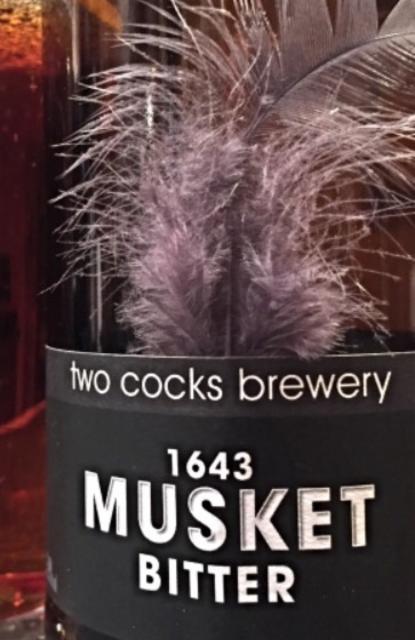 two cocks brewery
1643
MUSKET
BITTER